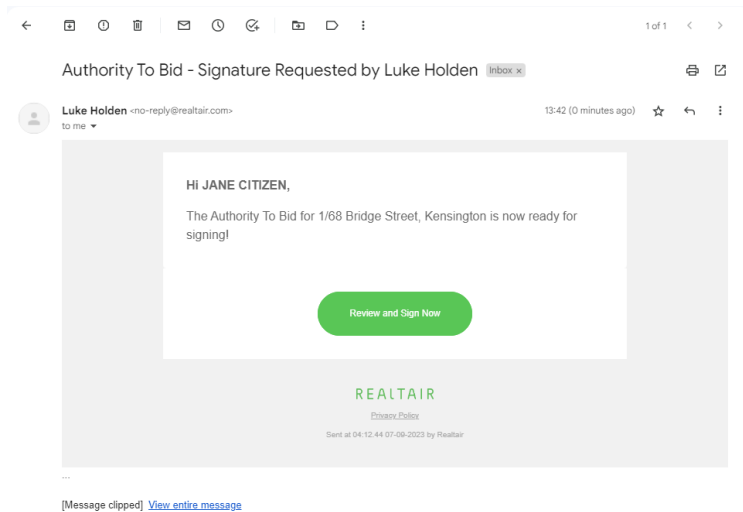 1 of 1
Authority To Bid - Signature Requested by Luke Holden Inbox x
Luke Holden <no-reply@realtair.com> 13:42 (0 minutes ago)
to me
Hi JANE CITIZEN,
The Authority To Bid for 1/68 Bridge Street, Kensington is now ready for
signing!
Review and Sign Now
REALTAIR
Privacy Policy
Sent at 04:12.44 07-09-2023 by Realtair
...
[Message clipped] View entire message